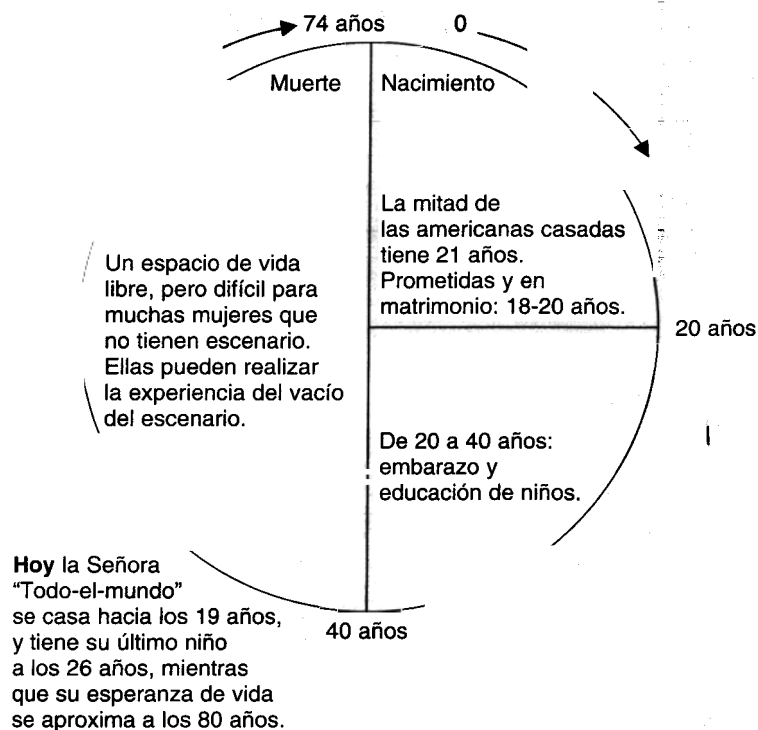 74 años
0
Muerte
Nacimiento
La mitad de
las americanas casadas
tiene 21 años.
Prometidas y en
matrimonio: 18-20 años.
Un espacio de vida
libre, pero difícil para
muchas mujeres que
no tienen escenario.
Ellas pueden realizar
la experiencia del vacío
del escenario.
20 años
De 20 a 40 años:
embarazo y
educación de niños.
Hoy la Señora
"Todo-el-mundo"
se casa hacia los 19 años,
y tiene su último niño
a los 26 años, mientras
que su esperanza de vida
se aproxima a los 80 años.
40 años